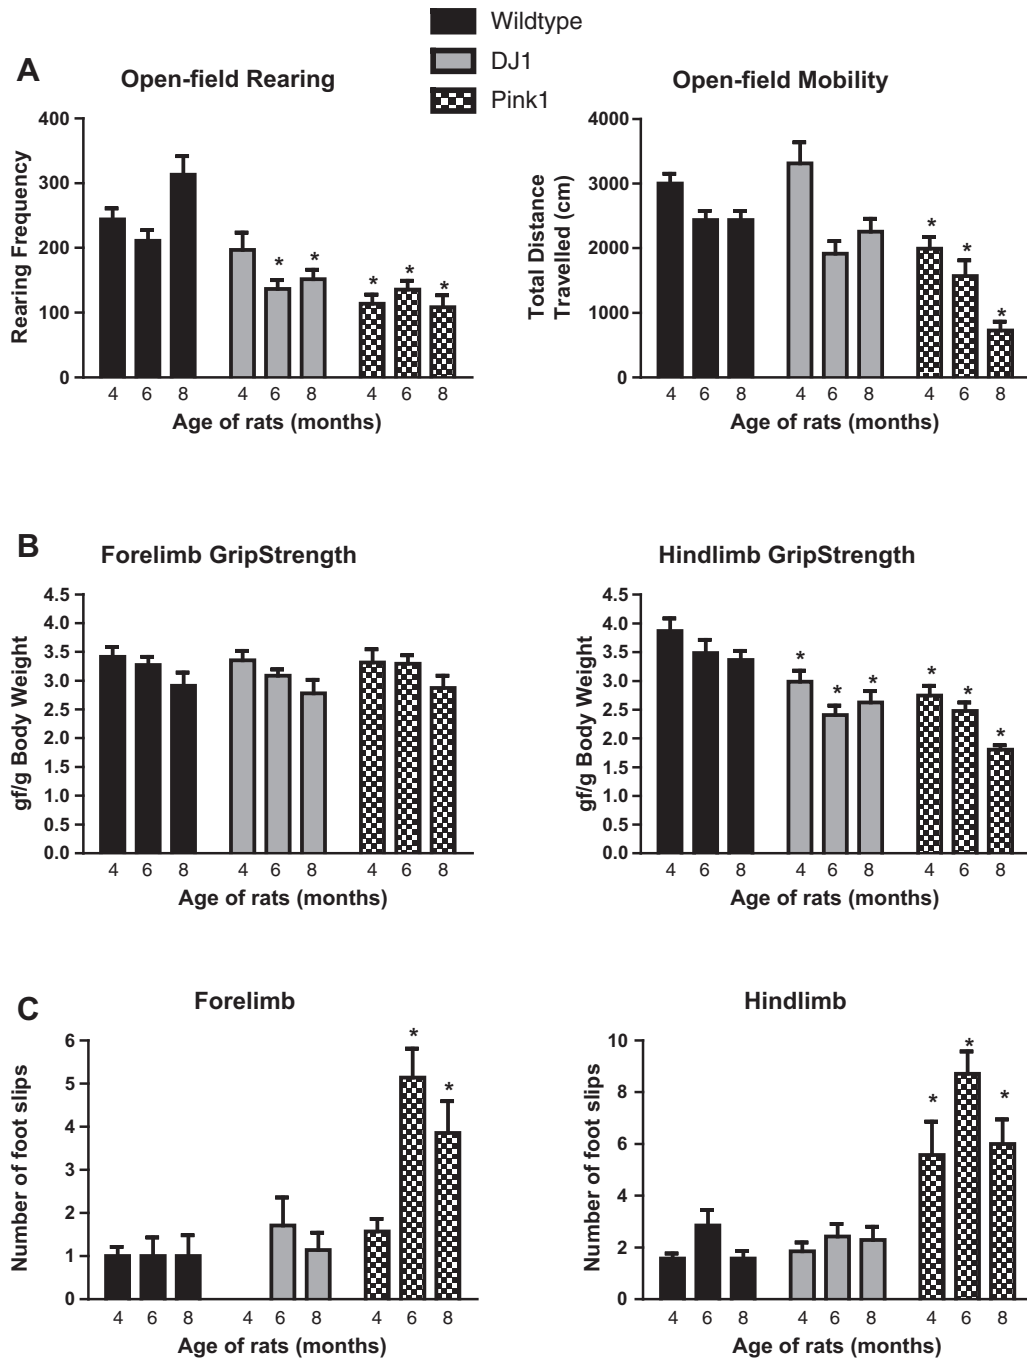 Wildtype
DJ1
Pink1
A
Open-field Rearing
Rearing Frequency
400
300
200
100
0
* * * * *
4 6 8 4 6 8 4 6 8
Age of rats (months)
Open-field Mobility
Total Distance
Travelled (cm)
4000
3000
2000
1000
0
* * *
4 6 8 4 6 8 4 6 8
Age of rats (months)
B
Forelimb GripStrength
gf/g Body Weight
4.5
4.0
3.5
3.0
2.5
2.0
1.5
1.0
0.5
0.0
4 6 8 4 6 8 4 6 8
Age of rats (months)
Hindlimb GripStrength
gf/g Body Weight
4.5
4.0
3.5
3.0
2.5
2.0
1.5
1.0
0.5
0.0
* * * * * *
4 6 8 4 6 8 4 6 8
Age of rats (months)
C
Forelimb
Number of foot slips
6
5
4
3
2
1
0
* *
4 6 8 4 6 8 4 6 8
Age of rats (months)
Hindlimb
Number of foot slips
10
8
6
4
2
0
* * *
4 6 8 4 6 8 4 6 8
Age of rats (months)